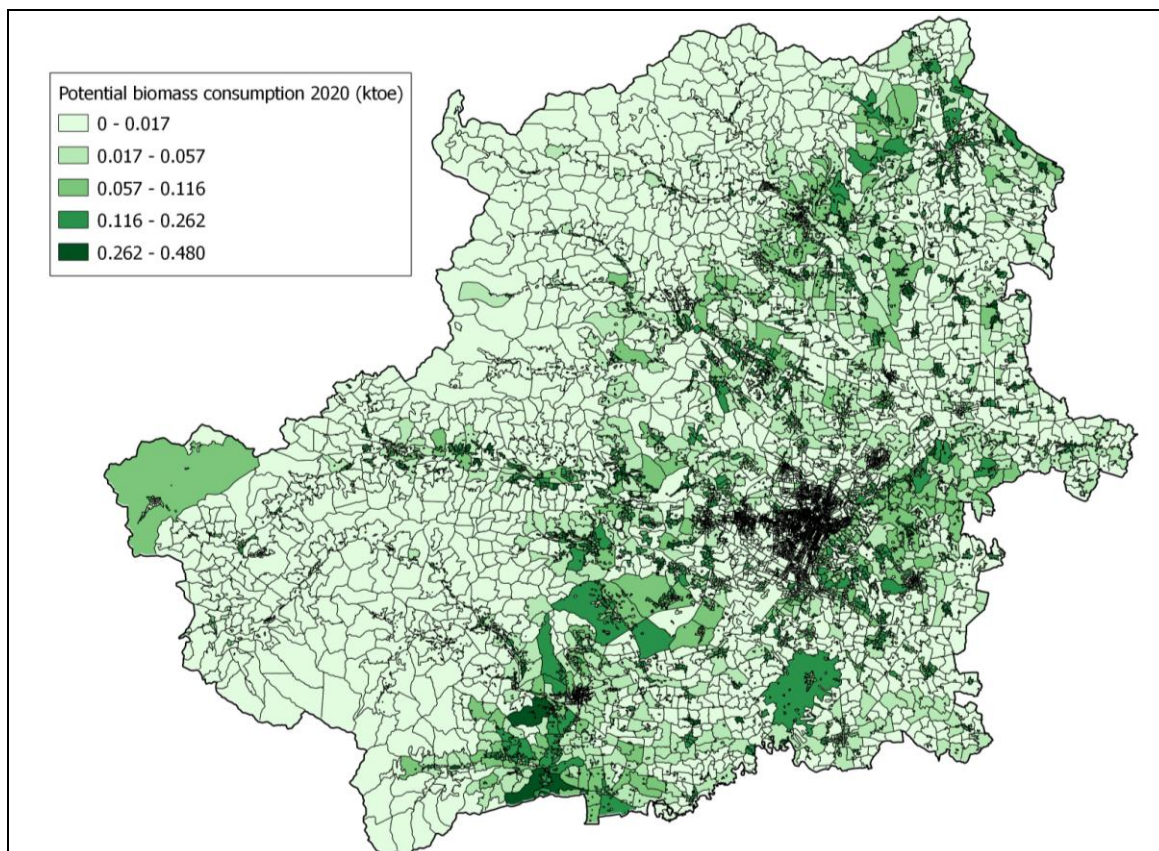 Potential biomass consumption 2020 (ktoe)
0 - 0.017
0.017 - 0.057
0.057 - 0.116
0.116 - 0.262
0.262 - 0.480